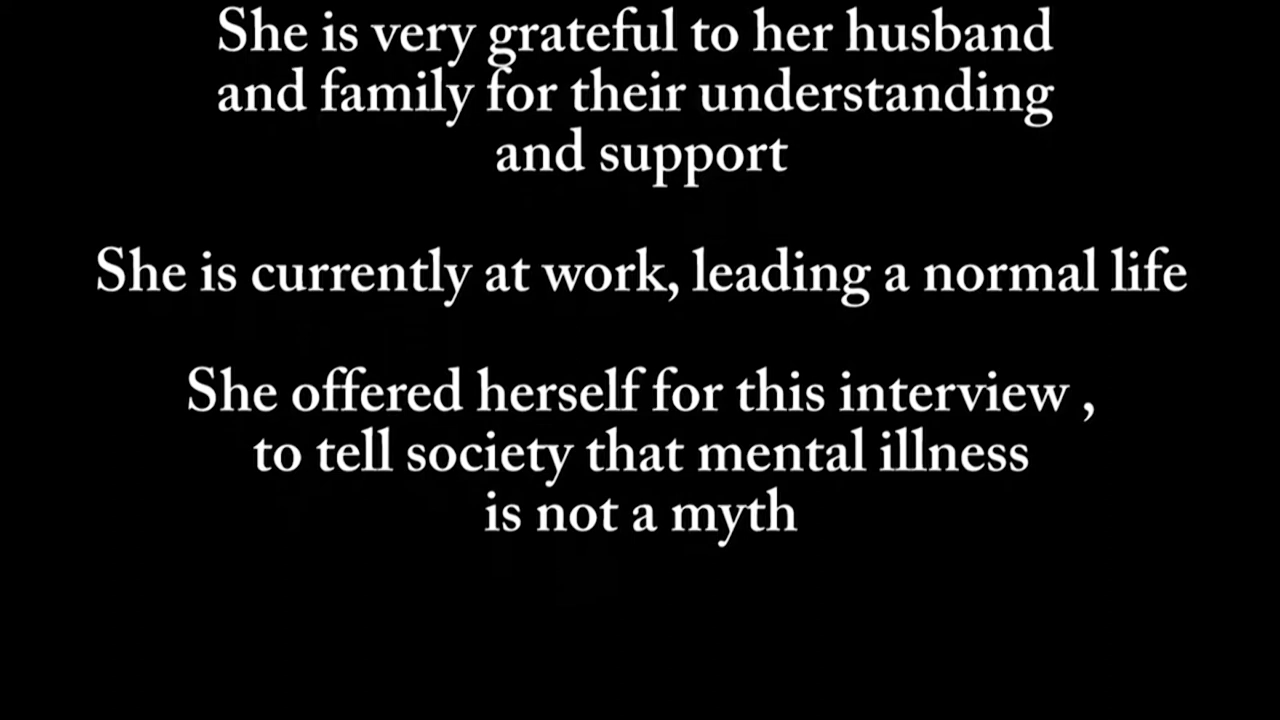 She is very grateful to her husband
and family for their understanding
and support
She is currently at work, leading a normal life
She offered herself for this interview ,
to tell society that mental illness
is not a myth